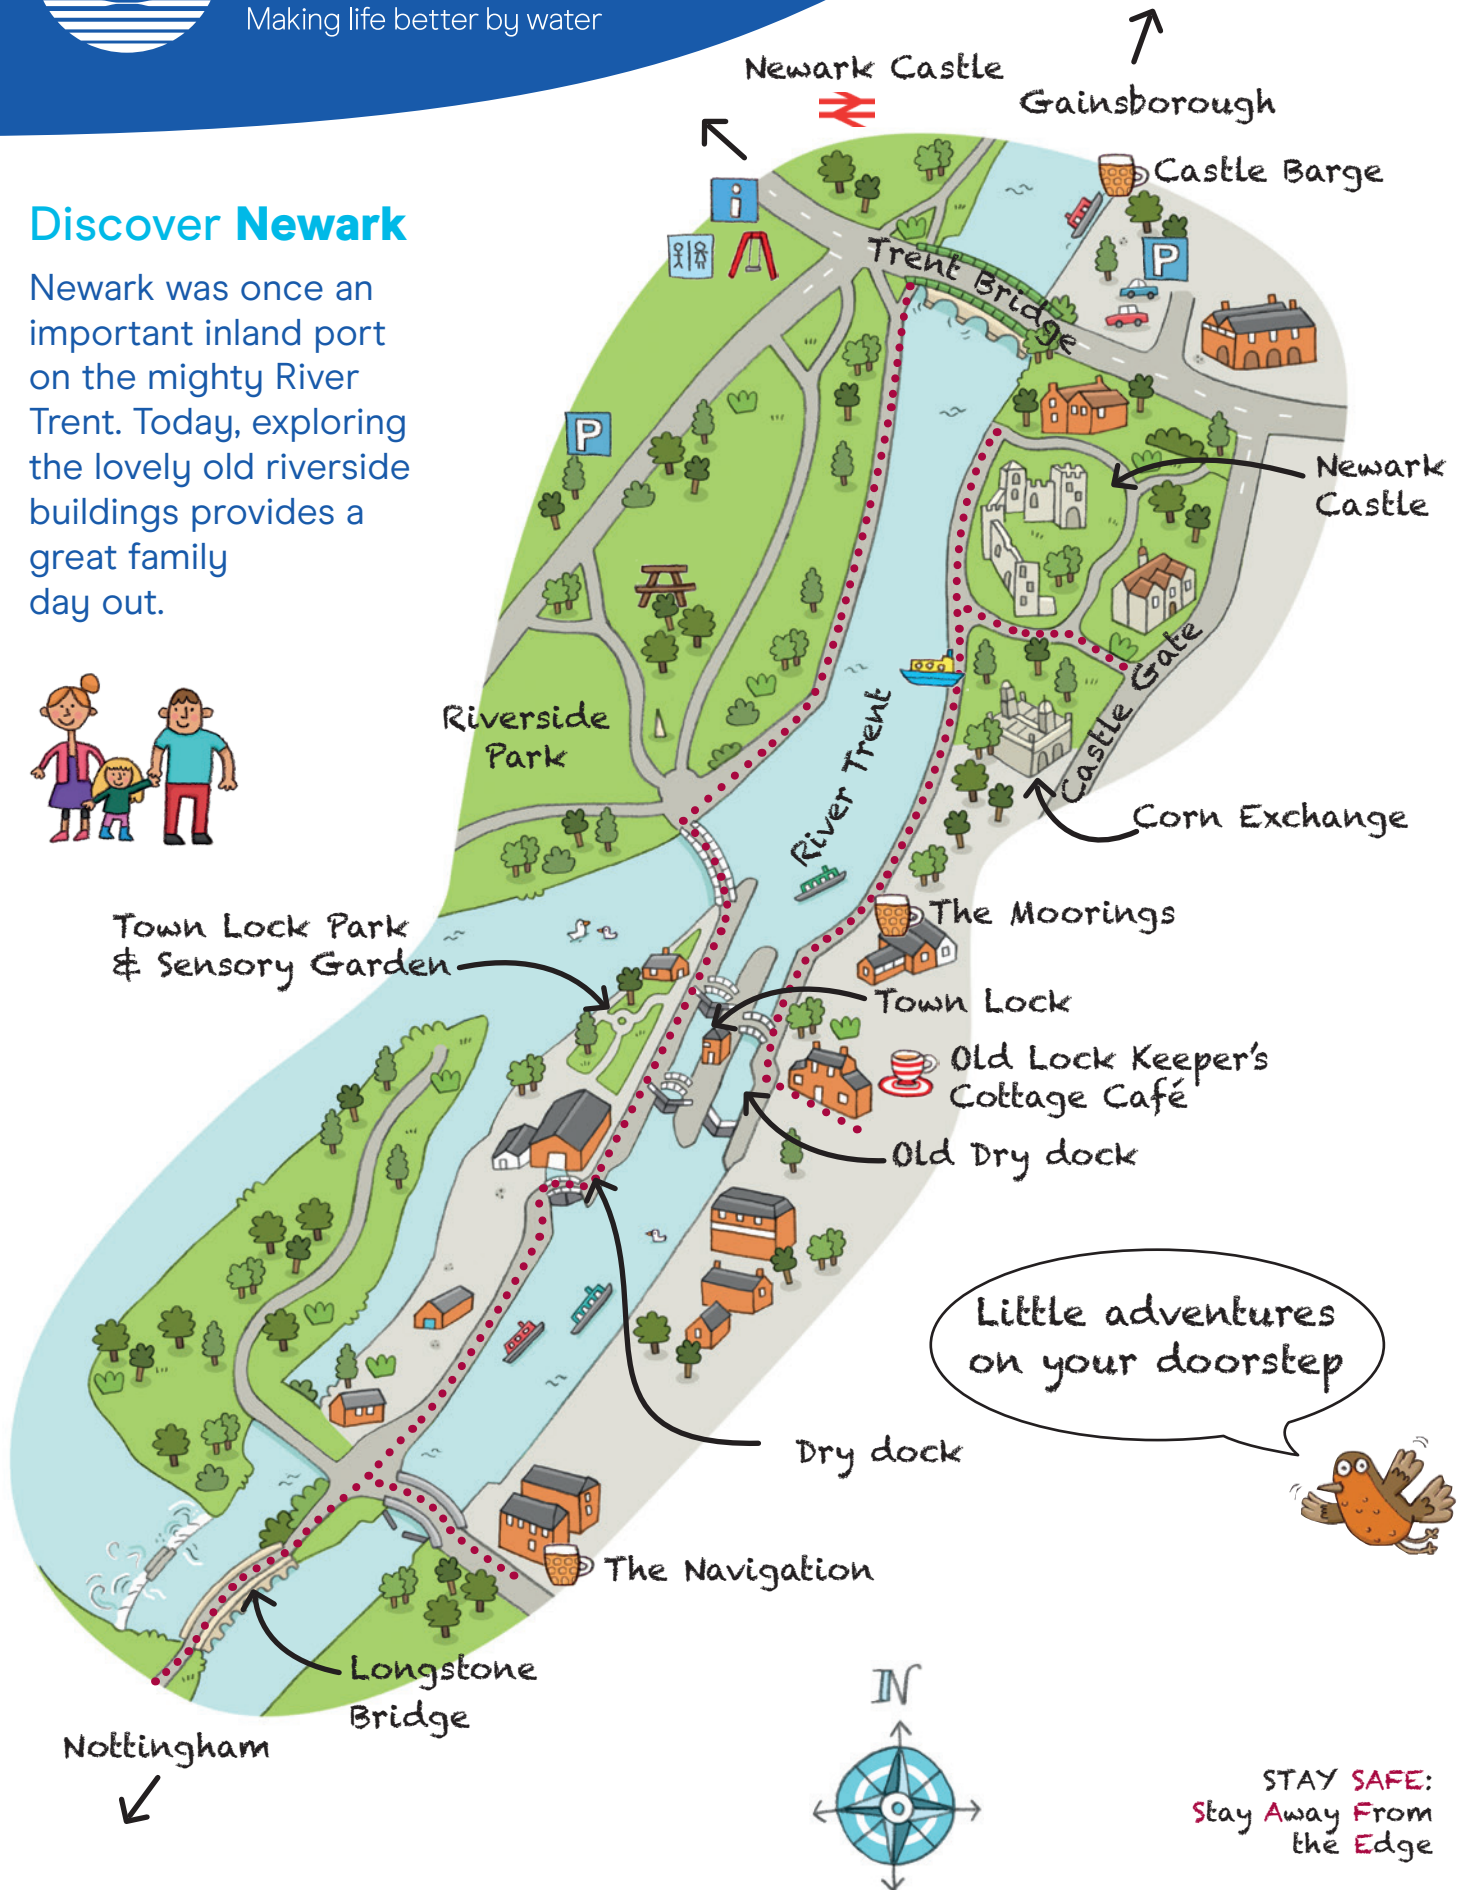 Making life better by water
Newark Castle
Gainsborough
Castle Barge
Discover Newark
Newark was once an
important inland port
on the mighty River
Trent. Today, exploring
the lovely old riverside
buildings provides a
great family
day out.
i
P
Trent Bridge
P
Newark
Castle
Riverside
Park
River Trent
Castle Gate
Corn Exchange
The Moorings
Town Lock Park
& Sensory Garden
Town Lock
Old Lock Keeper's
Cottage Café
Old Dry dock
Little adventures
on your doorstep
Dry dock
The Navigation
Longstone
Bridge
Nottingham
N
STAY SAFE:
Stay Away From
the Edge